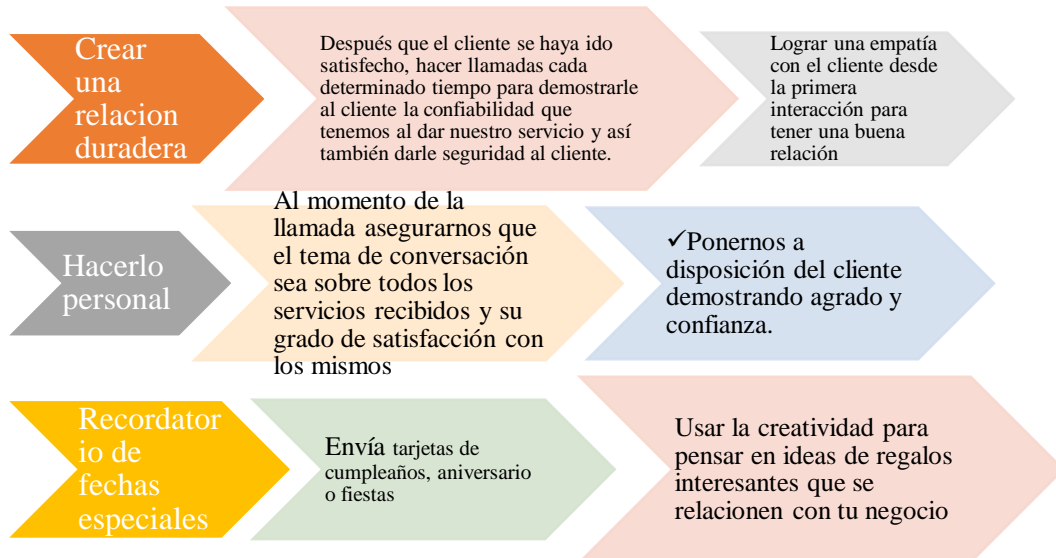 Crear
una
relacion
duradera
Después que el cliente se haya ido
satisfecho, hacer llamadas cada
determinado tiempo para demostrarle
al cliente la confiabilidad que
tenemos al dar nuestro servicio y así
también darle seguridad al cliente.
Lograr una empatía
con el cliente desde
la primera
interacción para
tener una buena
relación
Hacerlo
personal
Al momento de la
llamada asegurarnos que
el tema de conversación
sea sobre todos los
servicios recibidos y su
grado de satisfacción con
los mismos
✓Ponernos a
disposición del cliente
demostrando agrado y
confianza.
Recordator
io de
fechas
especiales
Envía tarjetas de
cumpleaños, aniversario
o fiestas
Usar la creatividad para
pensar en ideas de regalos
interesantes que se
relacionen con tu negocio